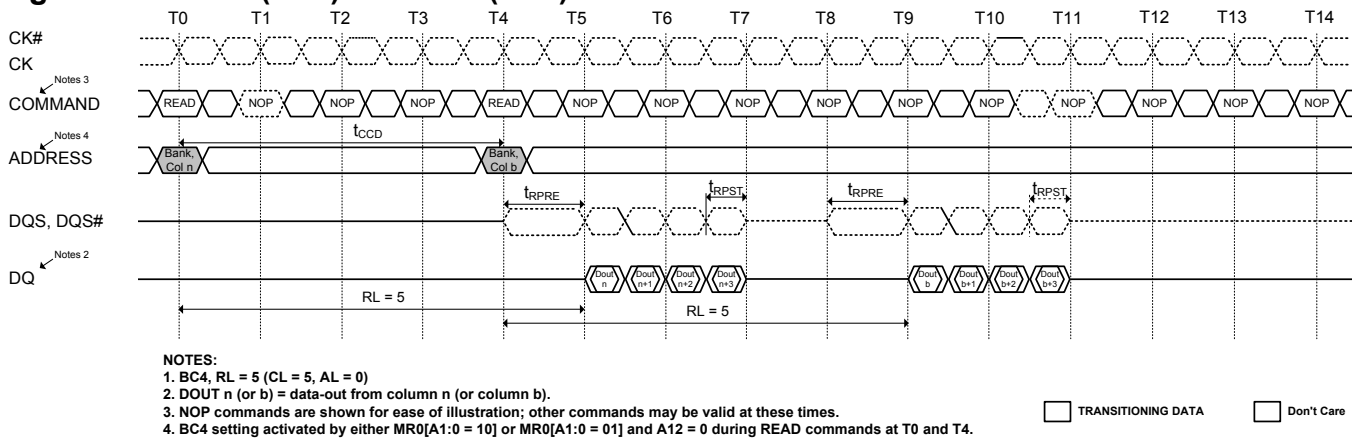 T0 T1 T2 T3 T4 T5 T6 T7 T8 T9 T10 T11 T12 T13 T14
CK#
CK
Notes 3
COMMAND READ NOP NOP NOP READ NOP NOP NOP NOP NOP NOP NOP NOP NOP NOP
tCCD
Notes 4
ADDRESS
Bank, Col n
Bank, Col b
tRPRE tRPST tRPRE tRPST
DQS, DQS#
Notes 2
DQ
Dout n Dout n+1 Dout n+2 Dout n+3 Dout b Dout b+1 Dout b+2 Dout b+3
RL = 5
RL = 5
NOTES:
1. BC4, RL = 5 (CL = 5, AL = 0)
2. DOUT n (or b) = data-out from column n (or column b).
3. NOP commands are shown for ease of illustration; other commands may be valid at these times.
4. BC4 setting activated by either MR0[A1:0 = 10] or MR0[A1:0 = 01] and A12 = 0 during READ commands at T0 and T4.
TRANSITIONING DATA
Don't Care